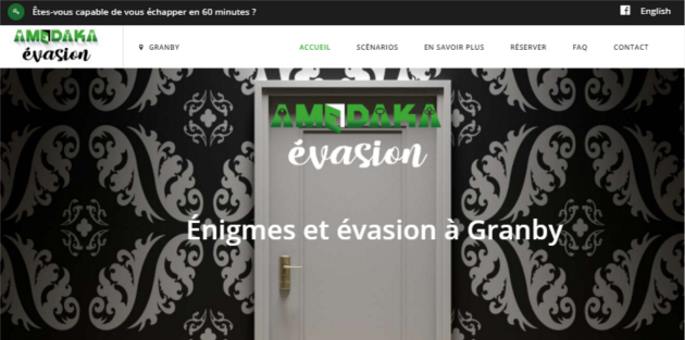 Êtes-vous capable de vous échapper en 60 minutes ?
English
AMEDAKA
évasion
GRANBY
ACCUEIL
SCÉNARIOS
EN SAVOIR PLUS
RÉSERVER
FAQ
CONTACT
AMEDAKA
évasion
Énigmes et évasion à Granby